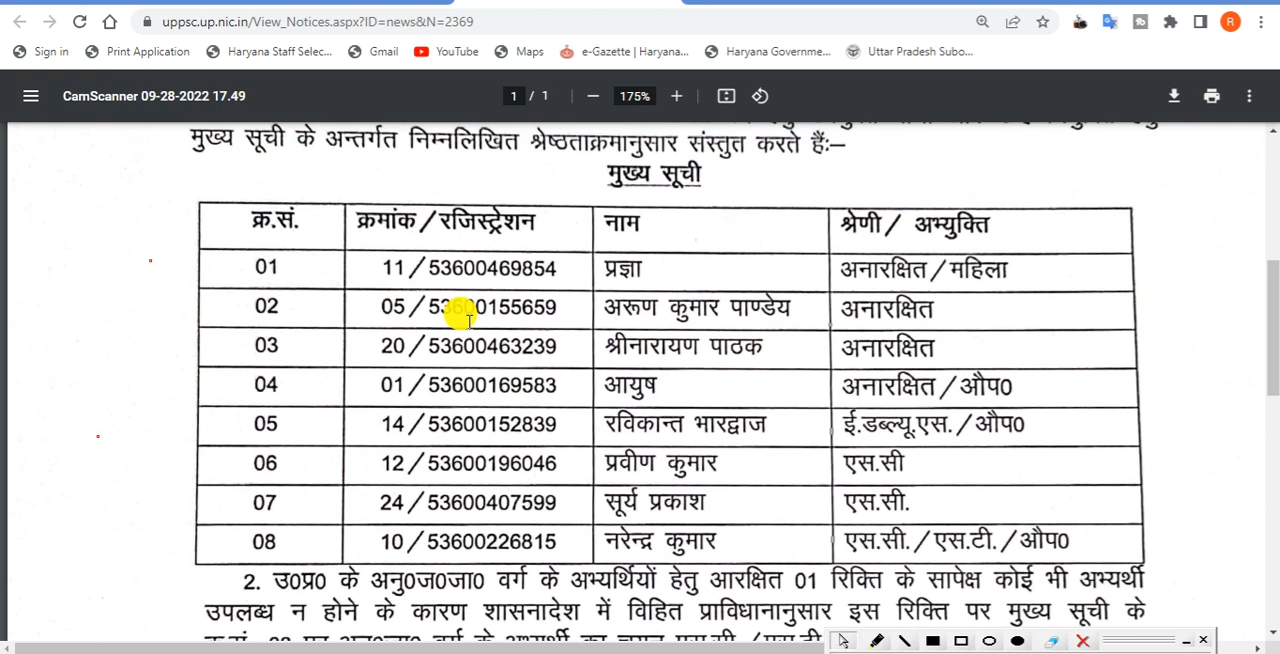 uppsc.up.nic.in/View_Notices.aspx?ID=news&N=2369
R
Sign in Print Application Haryana Staff Selec... Gmail YouTube Maps e-Gazette | Haryana... Haryana Governme... Uttar Pradesh Subo...
CamScanner 09-28-2022 17.49 1 / 1 175%
मुख्य सूची के अन्तर्गत निम्नलिखित श्रेष्ठताक्रमानुसार संस्तुत करते हैं:–
मुख्य सूची
क्र.सं. क्रमांक/रजिस्ट्रेशन नाम श्रेणी/ अभ्युक्ति
01 11/53600469854 प्रज्ञा अनारक्षित/महिला
02 05/53600155659 अरूण कुमार पाण्डेय अनारक्षित
03 20/53600463239 श्रीनारायण पाठक अनारक्षित
04 01/53600169583 आयुष अनारक्षित/औप0
05 14/53600152839 रविकान्त भारद्वाज ई.डब्ल्यू.एस./औप0
06 12/53600196046 प्रवीण कुमार एस.सी
07 24/53600407599 सूर्य प्रकाश एस.सी.
08 10/53600226815 नरेन्द्र कुमार एस.सी./एस.टी./औप0
2. उ0प्र0 के अनु0ज0जा0 वर्ग के अभ्यर्थियों हेतु आरक्षित 01 रिक्ति के सापेक्ष कोई भी अभ्यर्थी
उपलब्ध न होने के कारण शासनादेश में विहित प्राविधानानुसार इस रिक्ति पर मुख्य सूची के